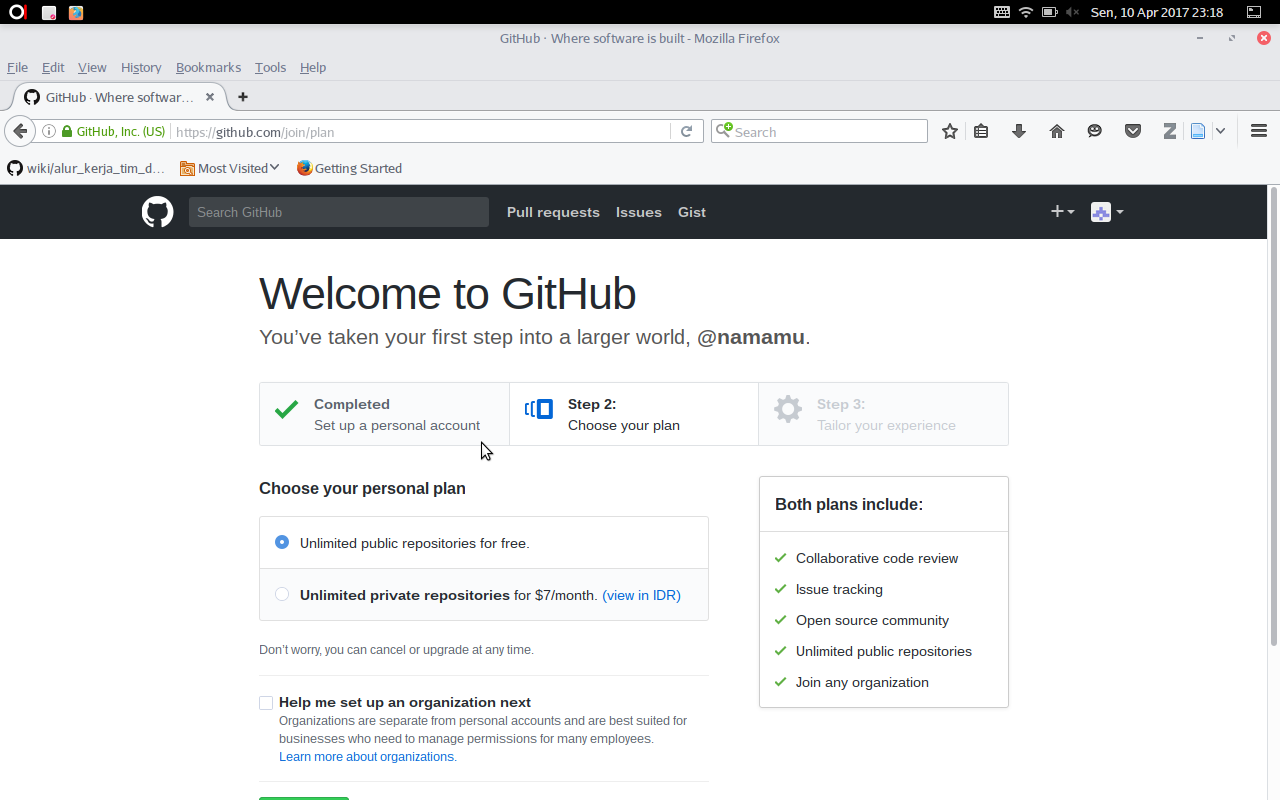 Sen, 10 Apr 2017 23:18
GitHub · Where software is built - Mozilla Firefox
File Edit View History Bookmarks Tools Help
GitHub · Where softwar…
GitHub, Inc. (US) https://github.com/join/plan Search
wiki/alur_kerja_tim_d… Most Visited Getting Started
Search GitHub Pull requests Issues Gist
Welcome to GitHub
You’ve taken your first step into a larger world, @namamu.
Completed
Set up a personal account
Step 2:
Choose your plan
Step 3:
Tailor your experience
Choose your personal plan
Unlimited public repositories for free.
Unlimited private repositories for $7/month. (view in IDR)
Don’t worry, you can cancel or upgrade at any time.
Help me set up an organization next
Organizations are separate from personal accounts and are best suited for
businesses who need to manage permissions for many employees.
Learn more about organizations.
Both plans include:
Collaborative code review
Issue tracking
Open source community
Unlimited public repositories
Join any organization